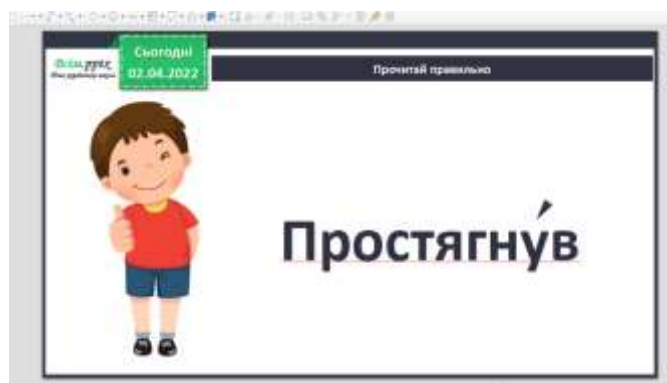 Сьогодні
02.04.2022
Прочитай правильно
Простягну́в